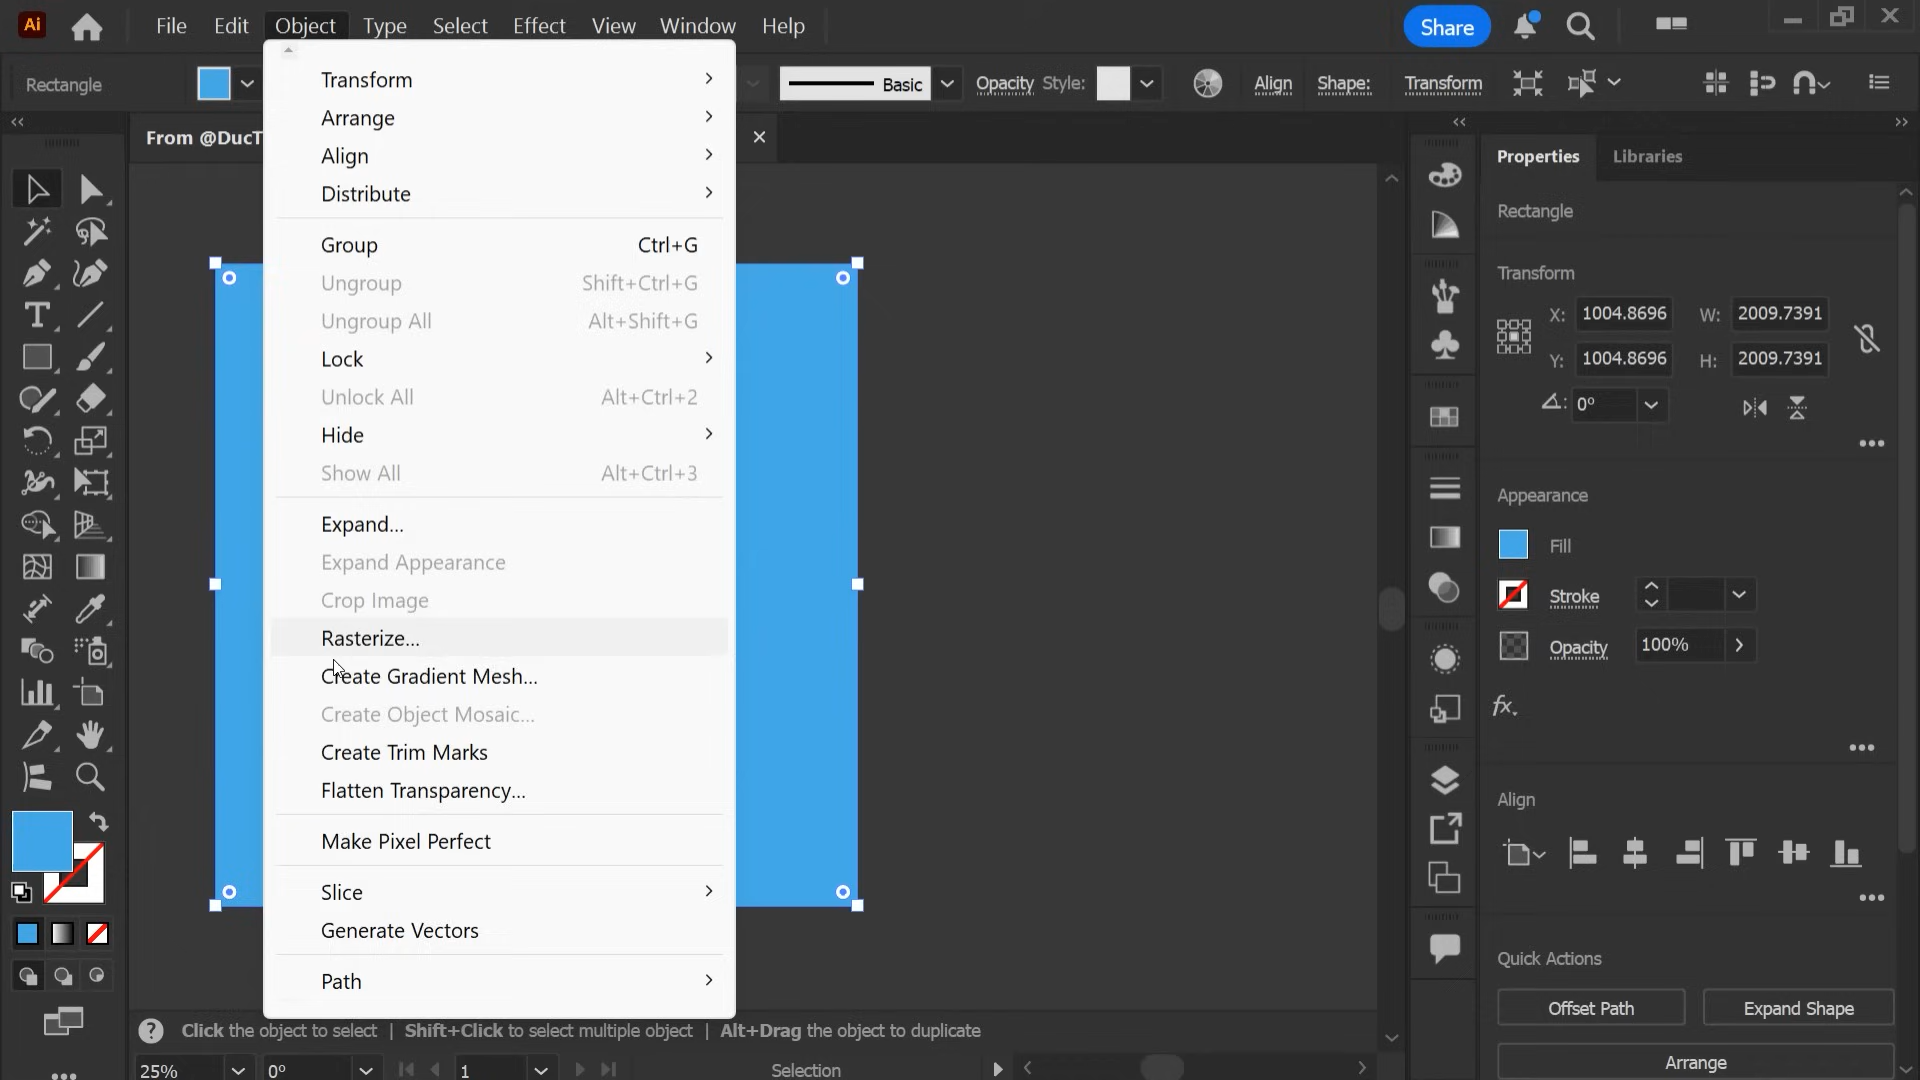 Ai File Edit Object Type Select Effect View Window Help Share
Rectangle Basic Opacity Style: Align Shape: Transform
From @DucT
Transform
Arrange
Align
Distribute
Group Ctrl+G
Ungroup Shift+Ctrl+G
Ungroup All Alt+Shift+G
Lock
Unlock All Alt+Ctrl+2
Hide
Show All Alt+Ctrl+3
Expand...
Expand Appearance
Crop Image
Rasterize...
Create Gradient Mesh...
Create Object Mosaic...
Create Trim Marks
Flatten Transparency...
Make Pixel Perfect
Slice
Generate Vectors
Path
Properties Libraries
Rectangle
Transform
X: 1004.8696 W: 2009.7391
Y: 1004.8696 H: 2009.7391
0°
Appearance
Fill
Stroke
Opacity 100%
fx.
Align
Quick Actions
Offset Path Expand Shape
Arrange
Click the object to select | Shift+Click to select multiple object | Alt+Drag the object to duplicate
25% 0° 1 Selection